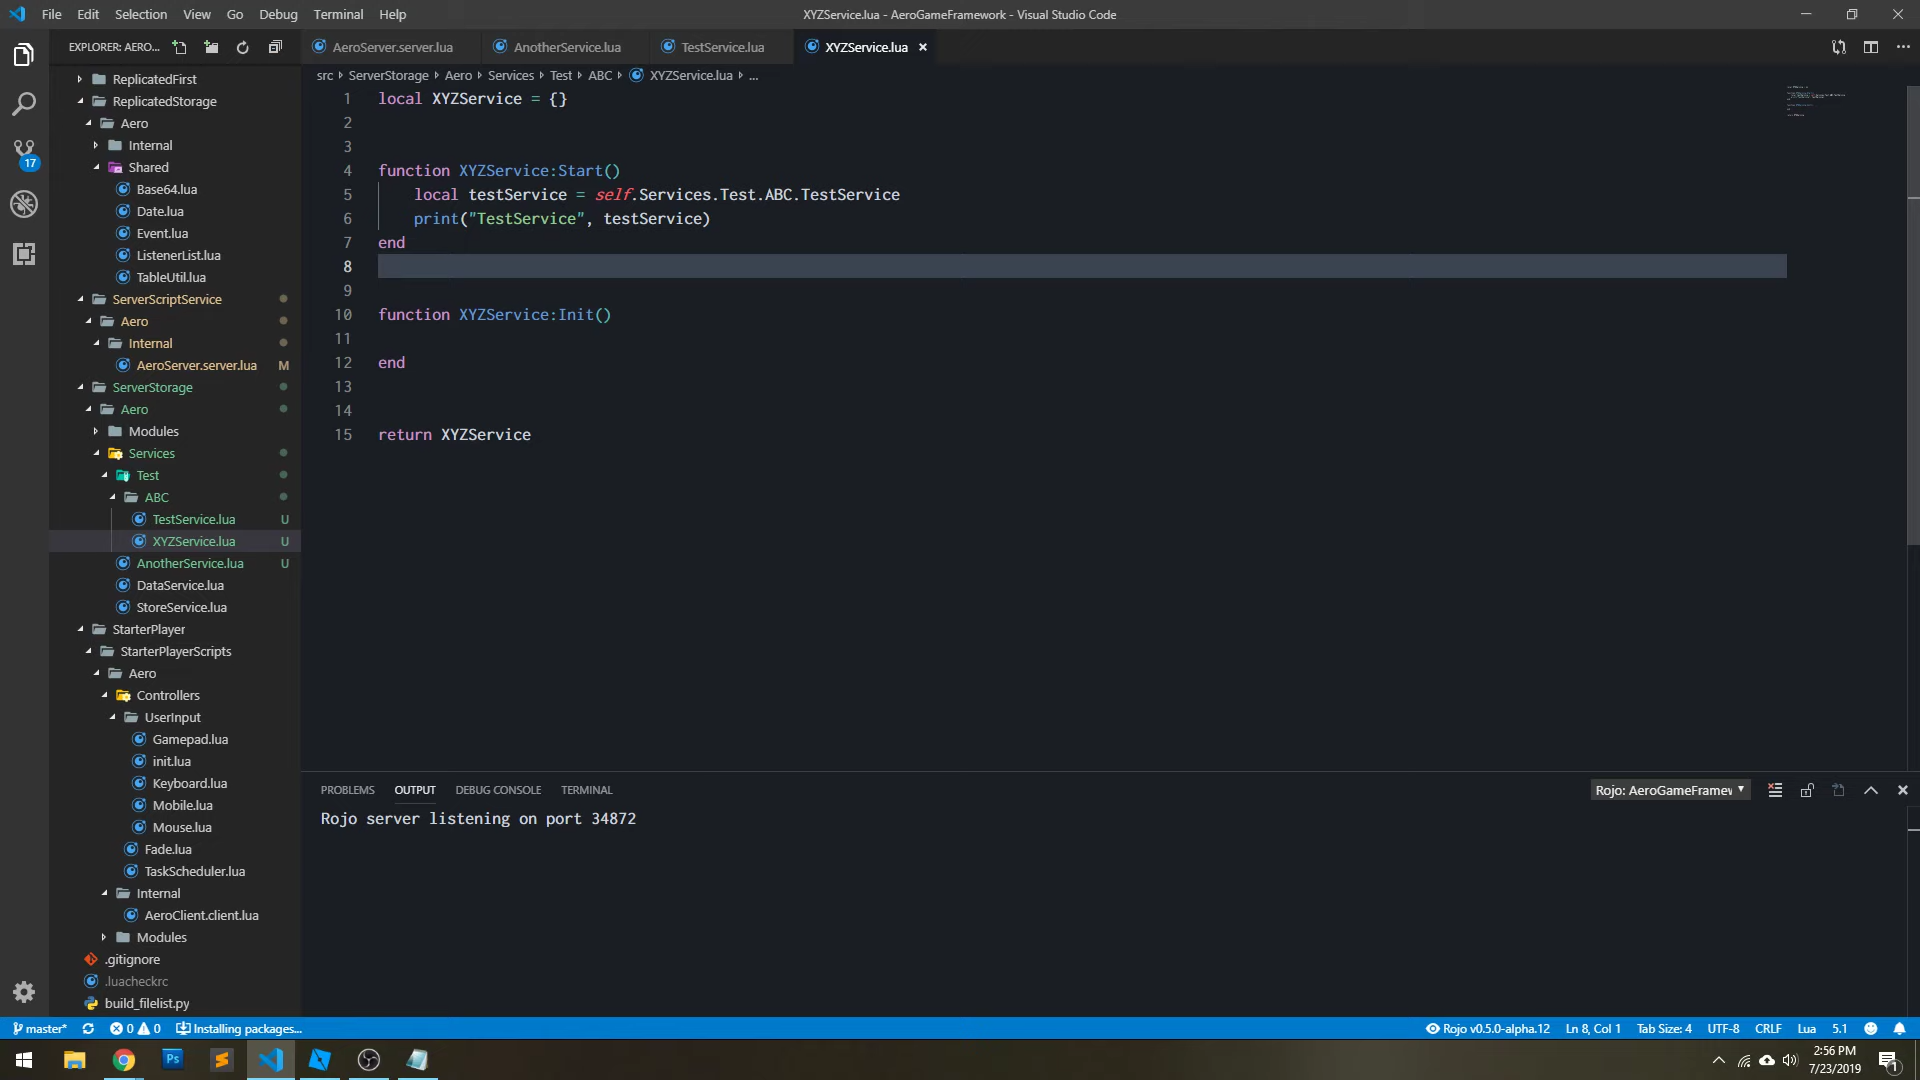 File Edit Selection View Go Debug Terminal Help
XYZService.lua - AeroGameFramework - Visual Studio Code
EXPLORER: AERO...
AeroServer.server.lua
AnotherService.lua
TestService.lua
XYZService.lua
src ServerStorage Aero Services Test ABC XYZService.lua ...
17
ReplicatedFirst
ReplicatedStorage
Aero
Internal
Shared
Base64.lua
Date.lua
Event.lua
ListenerList.lua
TableUtil.lua
ServerScriptService
Aero
Internal
AeroServer.server.lua M
ServerStorage
Aero
Modules
Services
Test
ABC
TestService.lua U
XYZService.lua U
AnotherService.lua U
DataService.lua
StoreService.lua
StarterPlayer
StarterPlayerScripts
Aero
Controllers
UserInput
Gamepad.lua
init.lua
Keyboard.lua
Mobile.lua
Mouse.lua
Fade.lua
TaskScheduler.lua
Internal
AeroClient.client.lua
Modules
.gitignore
.luacheckrc
build_filelist.py
1 local XYZService = {}
2
3
4 function XYZService:Start()
5 local testService = self.Services.Test.ABC.TestService
6 print("TestService", testService)
7 end
8
9
10 function XYZService:Init()
11
12 end
13
14
15 return XYZService
PROBLEMS OUTPUT DEBUG CONSOLE TERMINAL
Rojo: AeroGameFramew
Rojo server listening on port 34872
master* 0 0 Installing packages...
Rojo v0.5.0-alpha.12 Ln 8, Col 1 Tab Size: 4 UTF-8 CRLF Lua 5.1
Ps
2:56 PM
7/23/2019
1